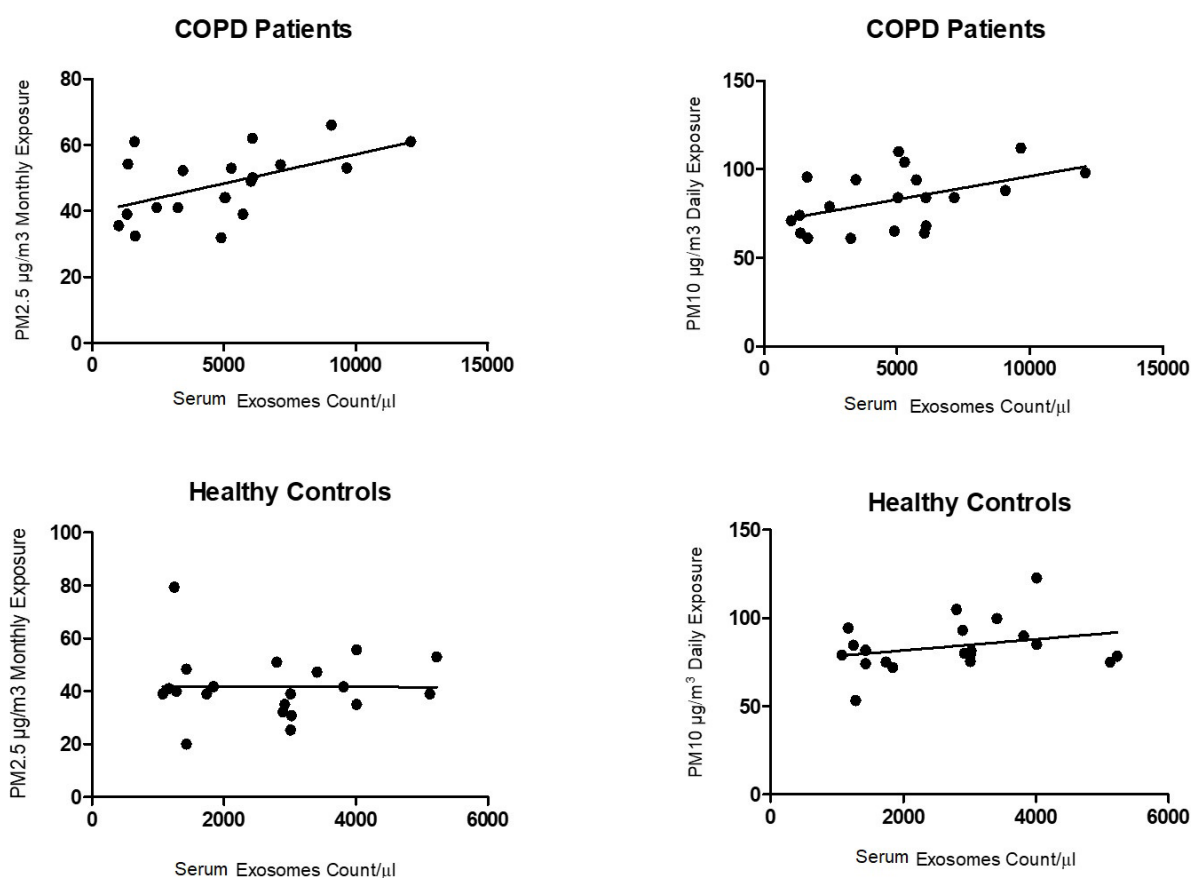 COPD Patients
PM2.5 µg/m3 Monthly Exposure
80
60
40
20
0
0 5000 10000 15000
Serum Exosomes Count/µl
COPD Patients
PM10 µg/m3 Daily Exposure
150
100
50
0
0 5000 10000 15000
Serum Exosomes Count/µl
Healthy Controls
PM2.5 µg/m3 Monthly Exposure
100
80
60
40
20
0
0 2000 4000 6000
Serum Exosomes Count/µl
Healthy Controls
PM10 µg/m³ Daily Exposure
150
100
50
0
0 2000 4000 6000
Serum Exosomes Count/µl